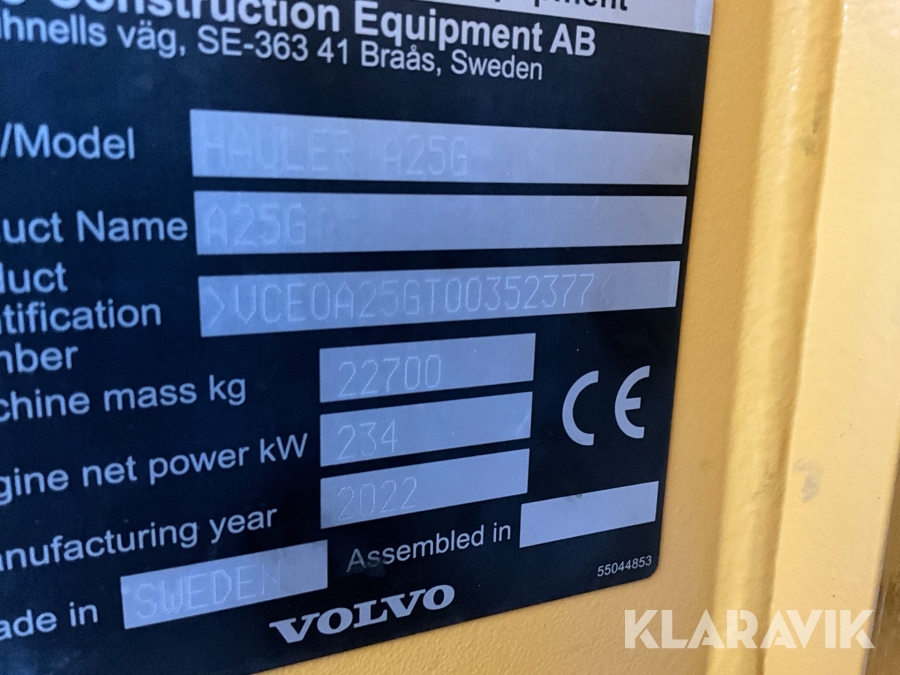 Construction Equipment AB
hnells väg, SE-363 41 Braås, Sweden
/Model HAULER A25G
uct Name A25G
duct
tification >VCE0A25GT00352377<
mber
chine mass kg 22700
gine net power kW 234
anufacturing year 2022
ade in SWEDEN Assembled in
CE
55044853
VOLVO
KLARAVIK